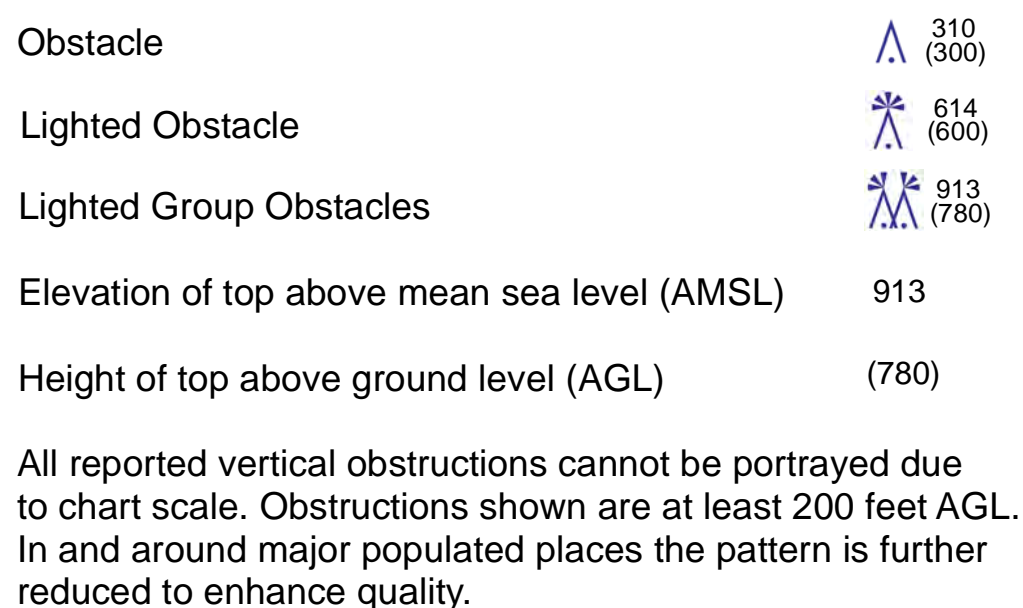 Obstacle 310
(300)
Lighted Obstacle 614
(600)
Lighted Group Obstacles 913
(780)
Elevation of top above mean sea level (AMSL) 913
Height of top above ground level (AGL) (780)
All reported vertical obstructions cannot be portrayed due
to chart scale. Obstructions shown are at least 200 feet AGL.
In and around major populated places the pattern is further
reduced to enhance quality.